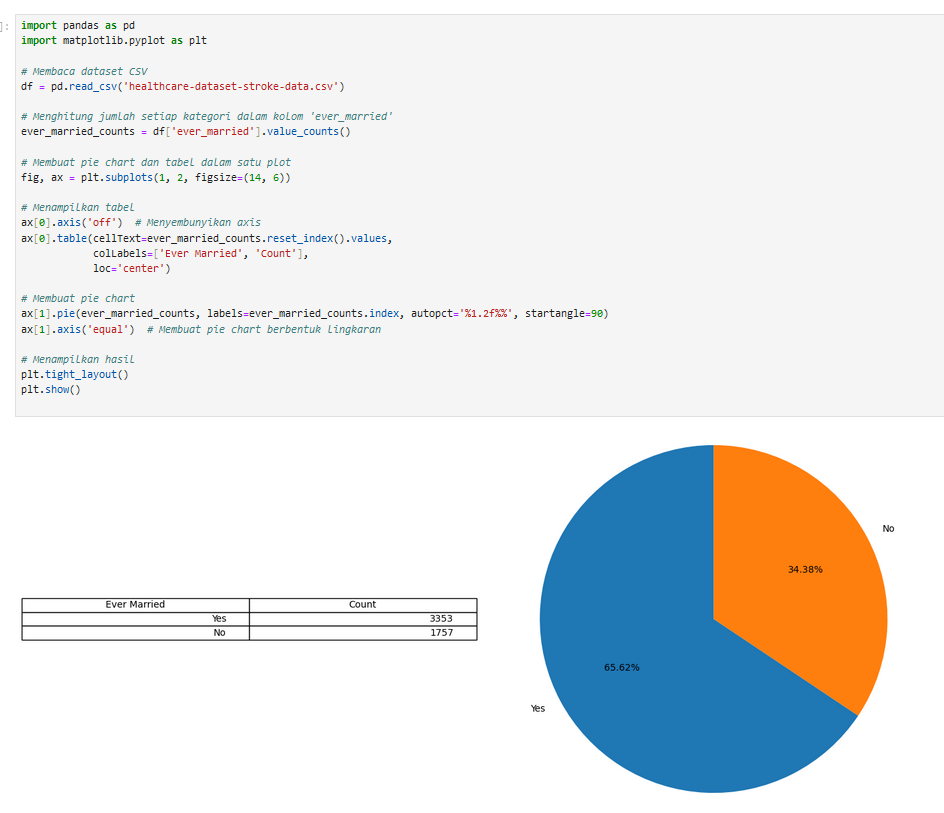 ]:
import pandas as pd
import matplotlib.pyplot as plt
# Membaca dataset CSV
df = pd.read_csv('healthcare-dataset-stroke-data.csv')
# Menghitung jumlah setiap kategori dalam kolom 'ever_married'
ever_married_counts = df['ever_married'].value_counts()
# Membuat pie chart dan tabel dalam satu plot
fig, ax = plt.subplots(1, 2, figsize=(14, 6))
# Menampilkan tabel
ax[0].axis('off')  # Menyembunyikan axis
ax[0].table(cellText=ever_married_counts.reset_index().values,
            colLabels=['Ever Married', 'Count'],
            loc='center')
# Membuat pie chart
ax[1].pie(ever_married_counts, labels=ever_married_counts.index, autopct='%1.2f%%', startangle=90)
ax[1].axis('equal')  # Membuat pie chart berbentuk lingkaran
# Menampilkan hasil
plt.tight_layout()
plt.show()
Ever Married Count
Yes 3353
No 1757
No
34.38%
65.62%
Yes